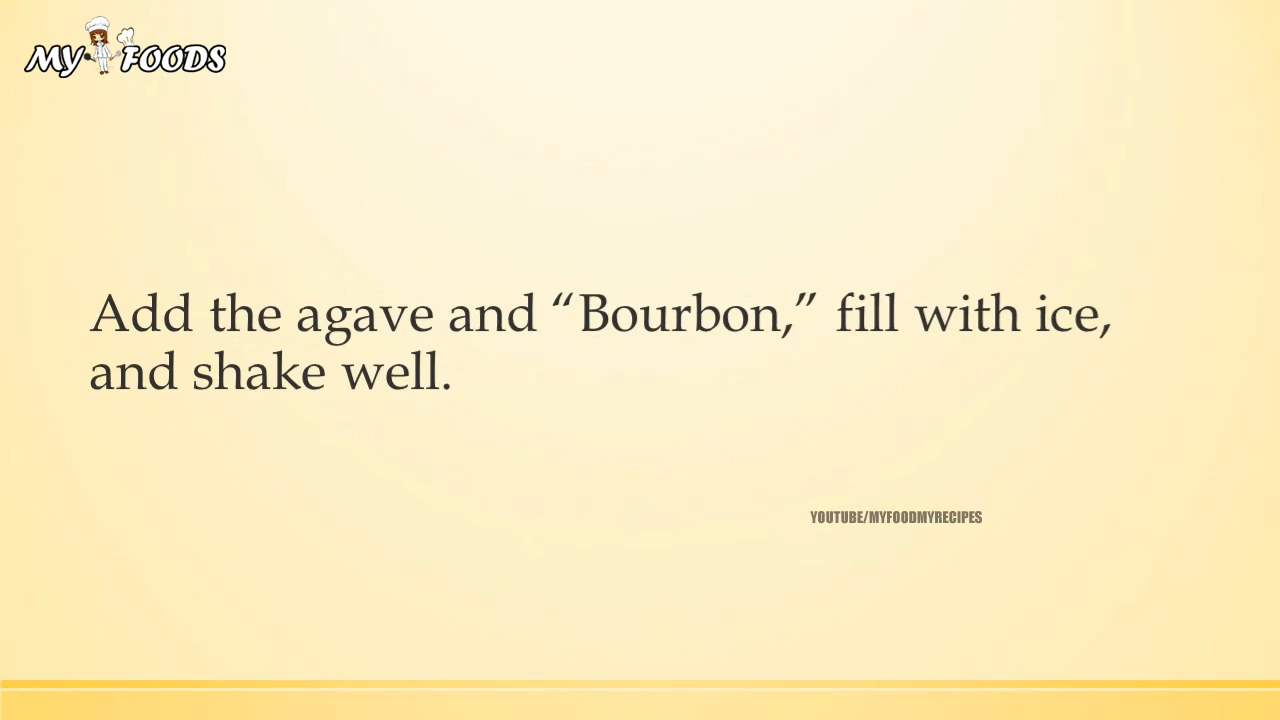 MY FOODS
Add the agave and “Bourbon,” fill with ice,
and shake well.
YOUTUBE/MYFOODMYRECIPES